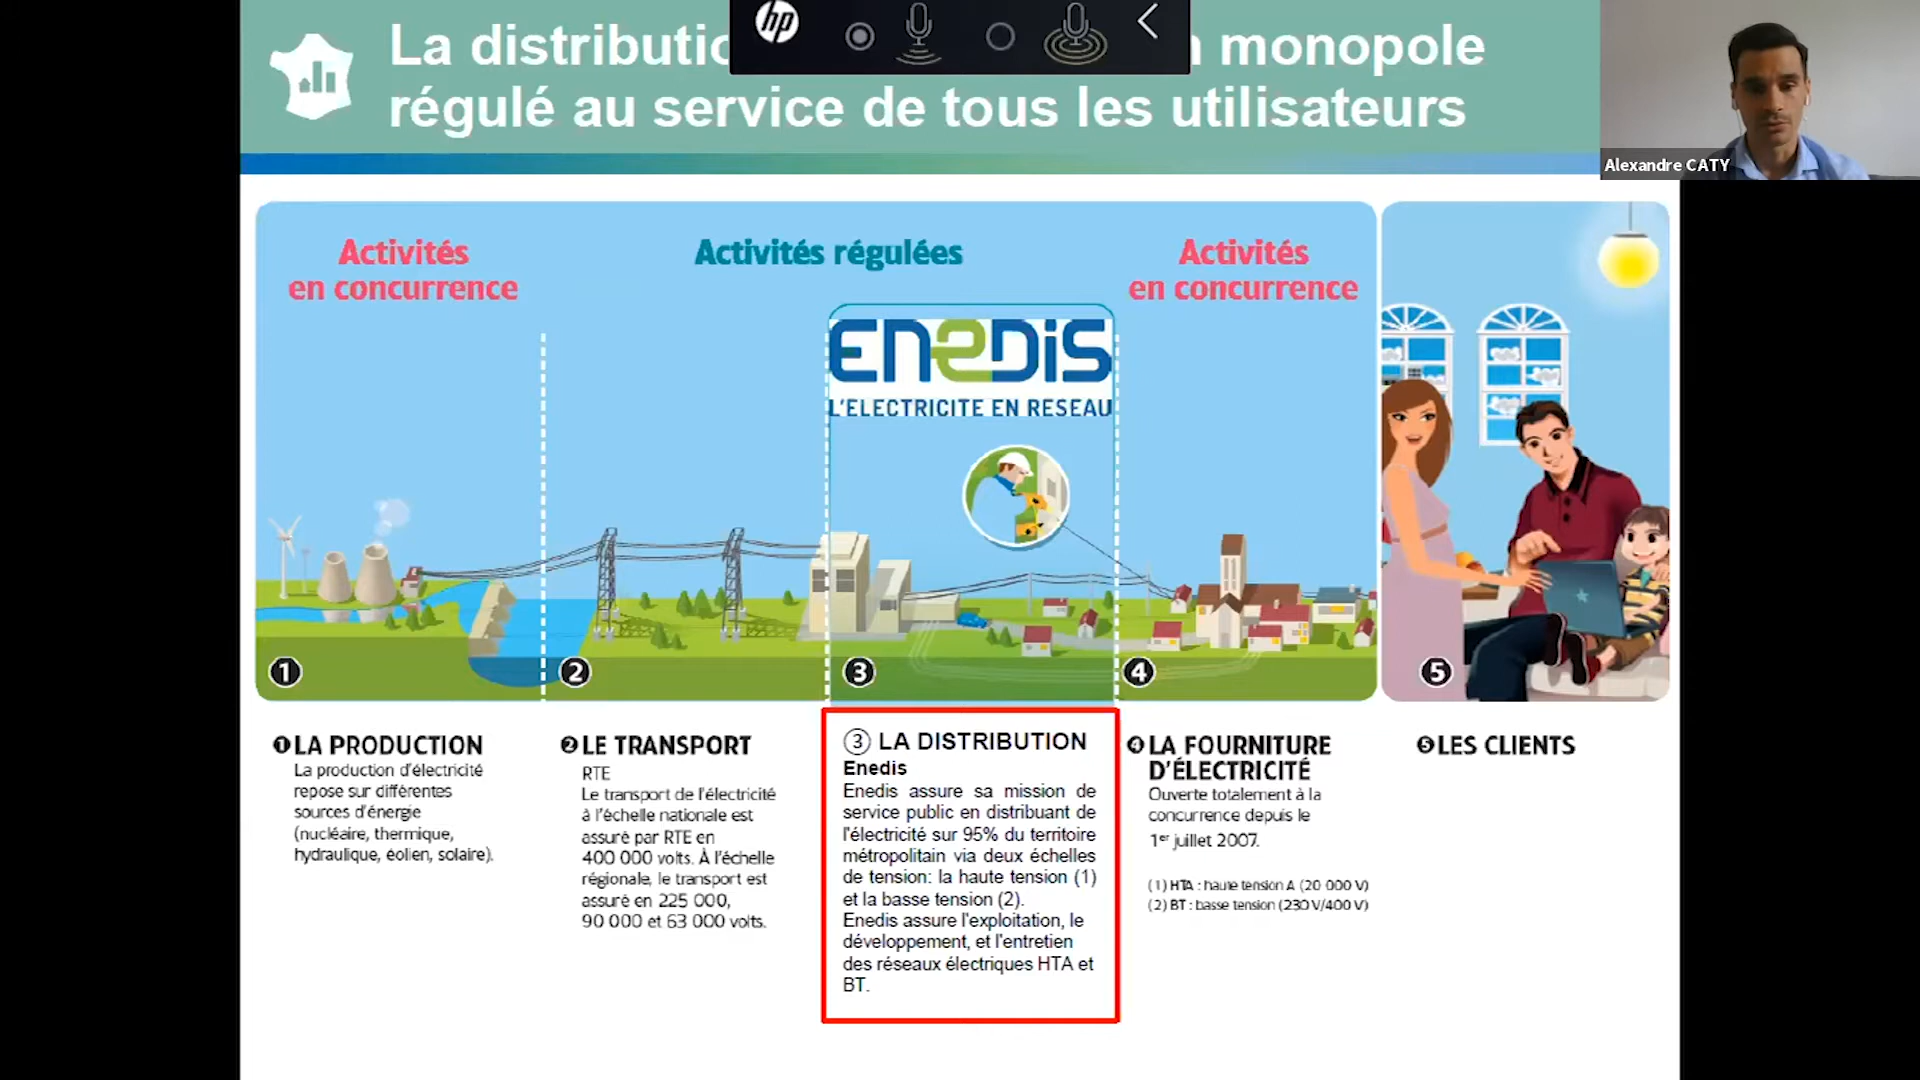 hp
La distributio
monopole
régulé au service de tous les utilisateurs
Alexandre CATY
Activités
en concurrence
Activités régulées
Activités
en concurrence
ENEDIS
L'ELECTRICITE EN RESEAU
1
2
3
4
5
❶ LA PRODUCTION
La production d'électricité
repose sur différentes
sources d'énergie
(nucléaire, thermique,
hydraulique, éolien, solaire).
❷ LE TRANSPORT
RTE
Le transport de l'électricité
à l'échelle nationale est
assuré par RTE en
400 000 volts. À l'échelle
régionale, le transport est
assuré en 225 000,
90 000 et 63 000 volts.
③ LA DISTRIBUTION
Enedis
Enedis assure sa mission de
service public en distribuant de
l'électricité sur 95% du territoire
métropolitain via deux échelles
de tension: la haute tension (1)
et la basse tension (2).
Enedis assure l'exploitation, le
développement, et l'entretien
des réseaux électriques HTA et
BT.
❹ LA FOURNITURE
D'ÉLECTRICITÉ
Ouverte totalement à la
concurrence depuis le
1er juillet 2007.
(1) HTA : haute tension A (20 000 V)
(2) BT : basse tension (230 V/400 V)
❺ LES CLIENTS